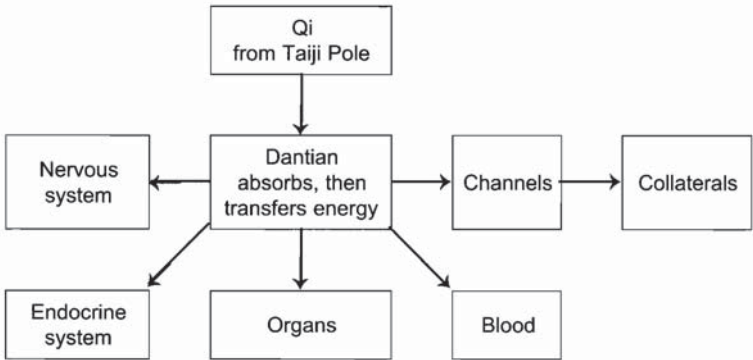 Qi
from Taiji Pole
Nervous
system
Dantian
absorbs, then
transfers energy
Channels
Collaterals
Endocrine
system
Organs
Blood